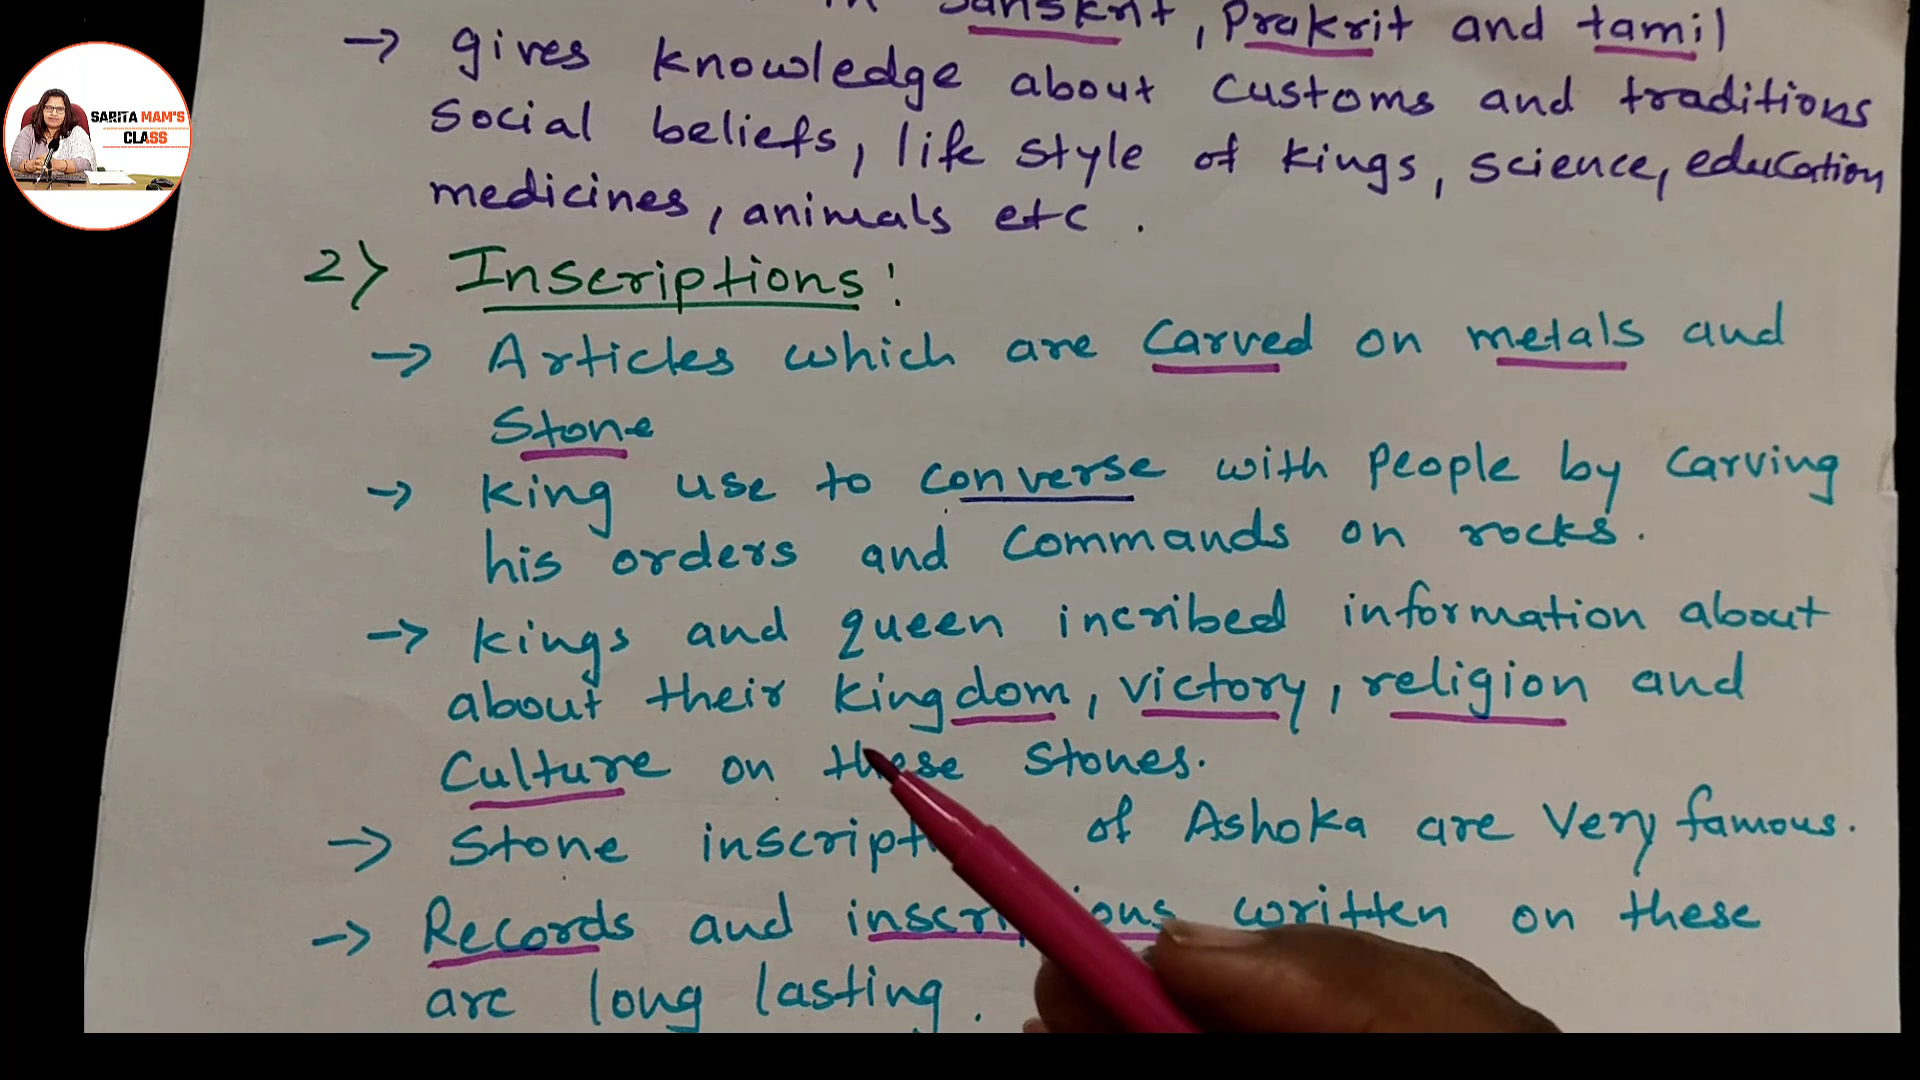 in Sanskrit, Prakrit and tamil
→ gives knowledge about customs and traditions
social beliefs, life style of kings, science, education
medicines, animals etc.
SARITA MAM'S
CLASS
2) Inscriptions:
→ Articles which are carved on metals and
Stone
→ king use to converse with people by carving
his orders and commands on rocks.
→ kings and queen incribed information about
about their kingdom, victory, religion and
Culture on these stones.
→ Stone of Ashoka are very famous.
→ Records and inscriptions written on these
are long lasting.